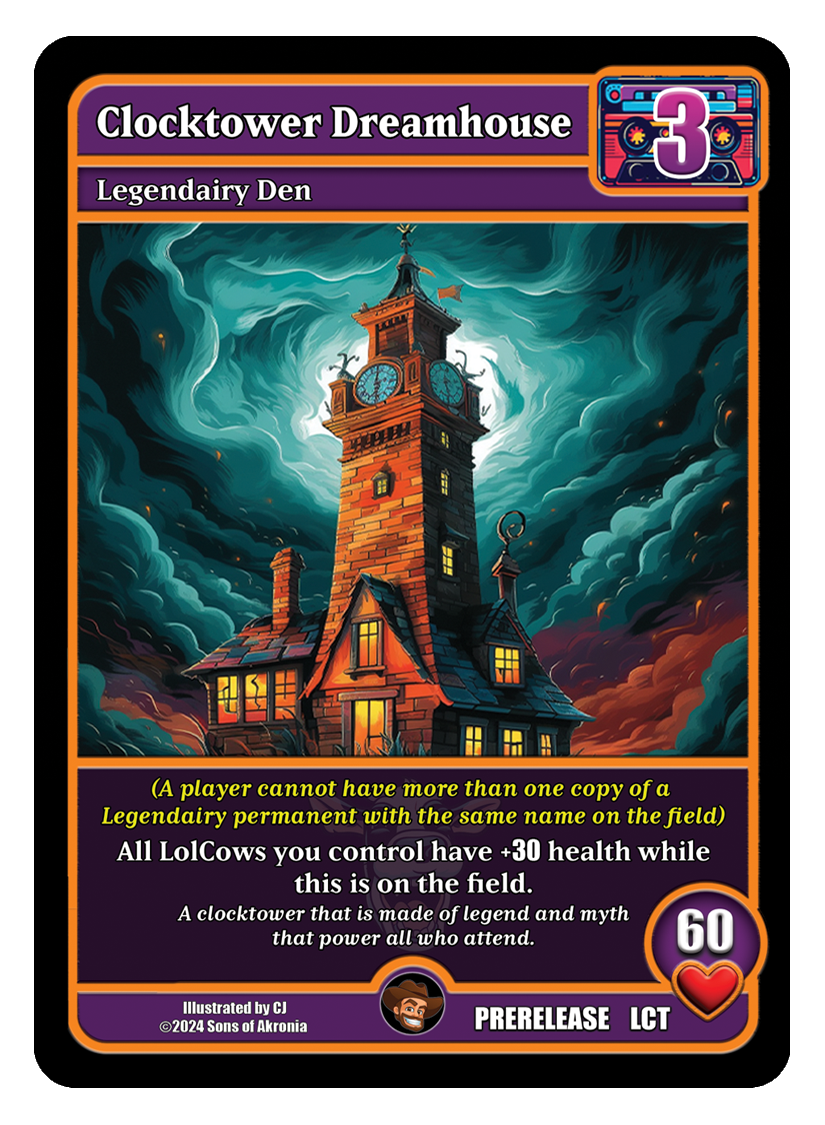 Clocktower Dreamhouse
3
Legendairy Den
(A player cannot have more than one copy of a
Legendairy permanent with the same name on the field)
All LolCows you control have +30 health while
this is on the field.
A clocktower that is made of legend and myth
that power all who attend.
60
Illustrated by CJ
©2024 Sons of Akronia
PRERELEASE LCT